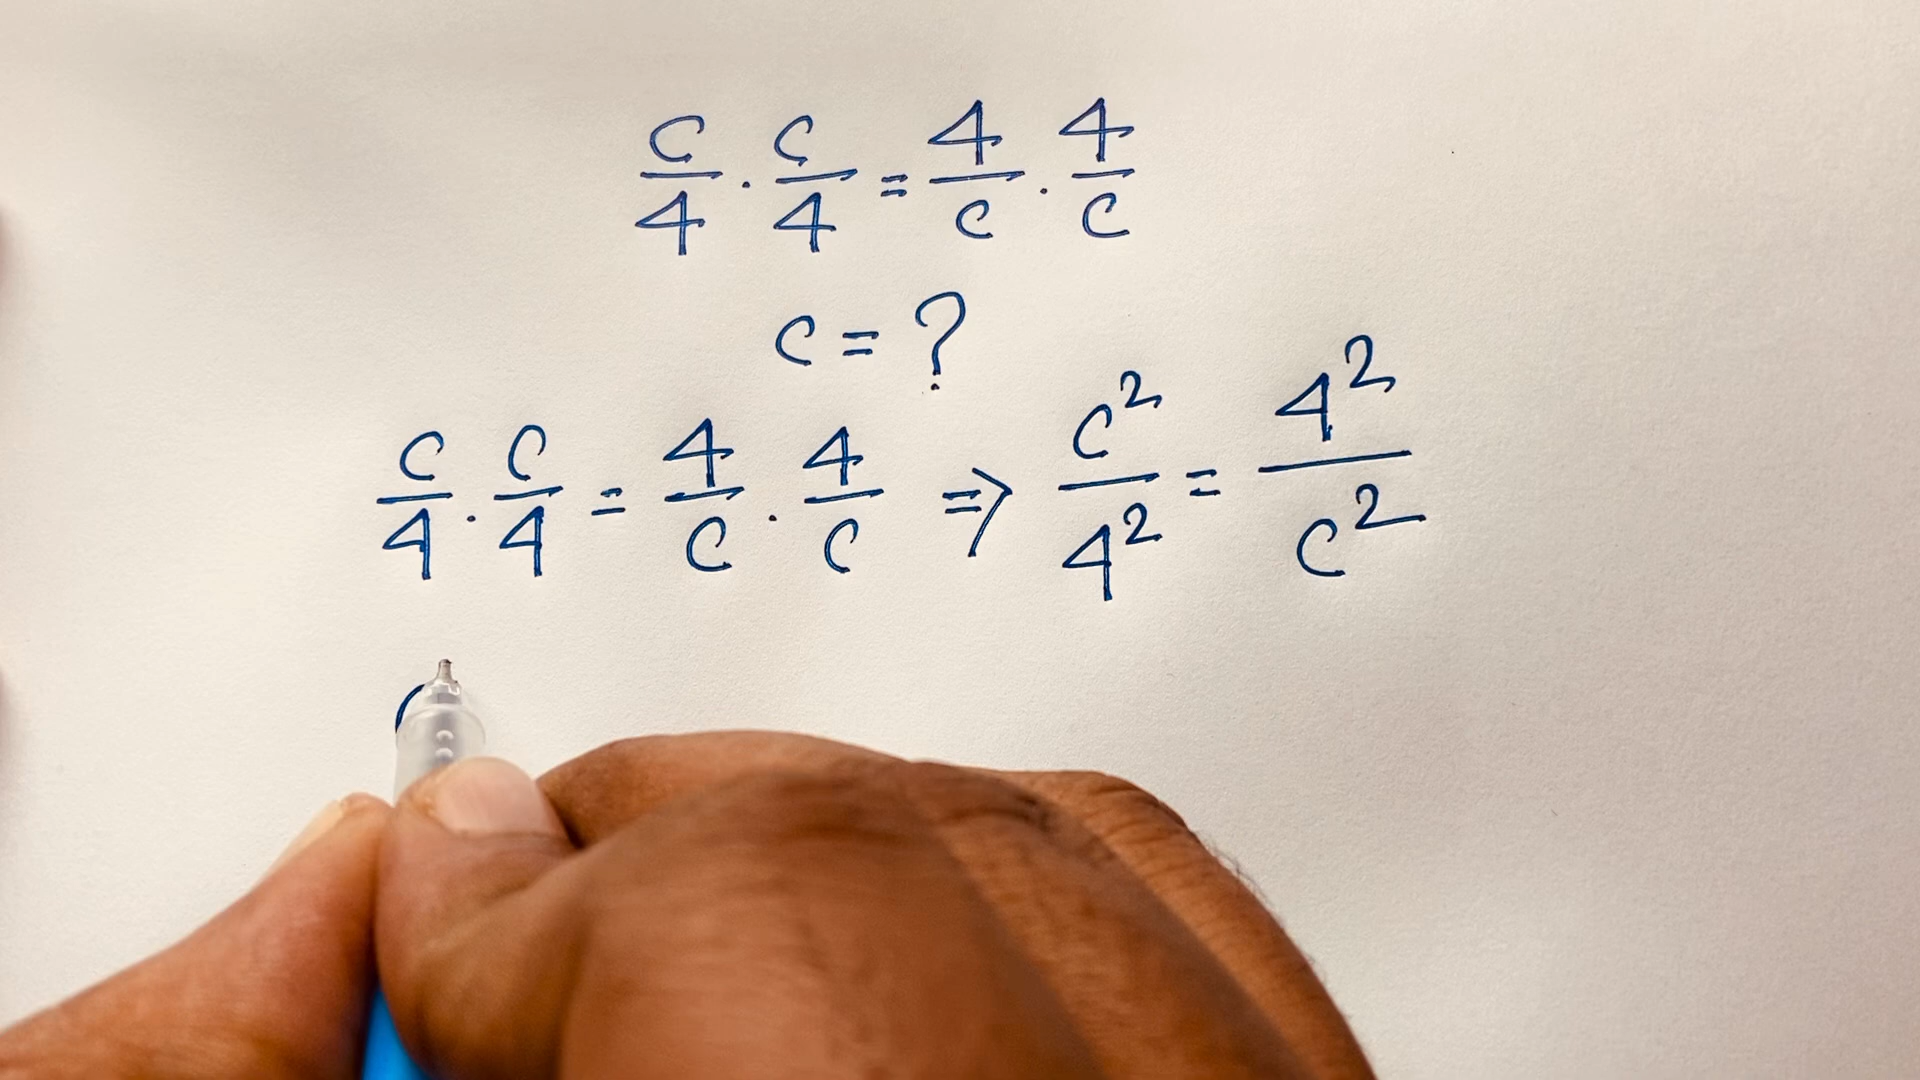 c/4 · c/4 = 4/c · 4/c
c = ?
c/4 · c/4 = 4/c · 4/c ⇒ c²/4² = 4²/c²